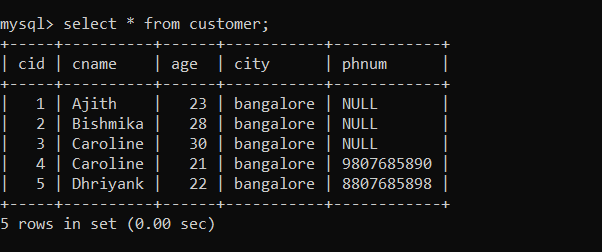 mysql> select * from customer;
+-----+----------+-----+-----------+------------+
| cid | cname    | age | city      | phnum      |
+-----+----------+-----+-----------+------------+
|   1 | Ajith    |  23 | bangalore | NULL       |
|   2 | Bishmika |  28 | bangalore | NULL       |
|   3 | Caroline |  30 | bangalore | NULL       |
|   4 | Caroline |  21 | bangalore | 9807685890 |
|   5 | Dhriyank |  22 | bangalore | 8807685898 |
+-----+----------+-----+-----------+------------+
5 rows in set (0.00 sec)